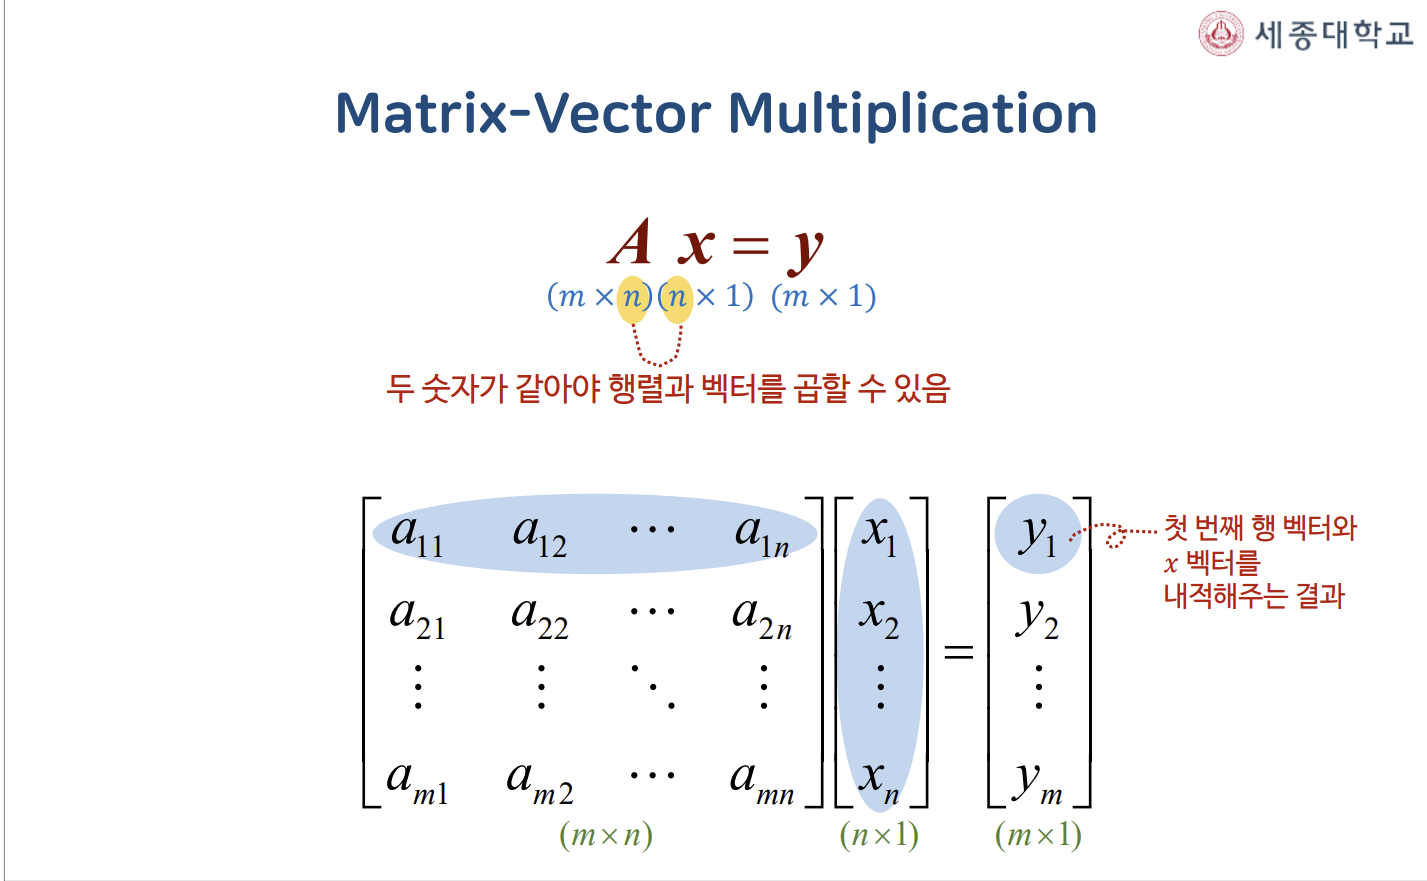 세종대학교
Matrix-Vector Multiplication
A x = y
(m × n)(n × 1) (m × 1)
두 숫자가 같아야 행렬과 벡터를 곱할 수 있음
a₁₁ a₁₂ ⋯ a₁ₙ x₁ y₁
첫 번째 행 벡터와
x 벡터를
내적해주는 결과
a₂₁ a₂₂ ⋯ a₂ₙ x₂ = y₂
⋮ ⋮ ⋱ ⋮ ⋮ ⋮
aₘ₁ aₘ₂ ⋯ aₘₙ xₙ yₘ
(m × n) (n × 1) (m × 1)